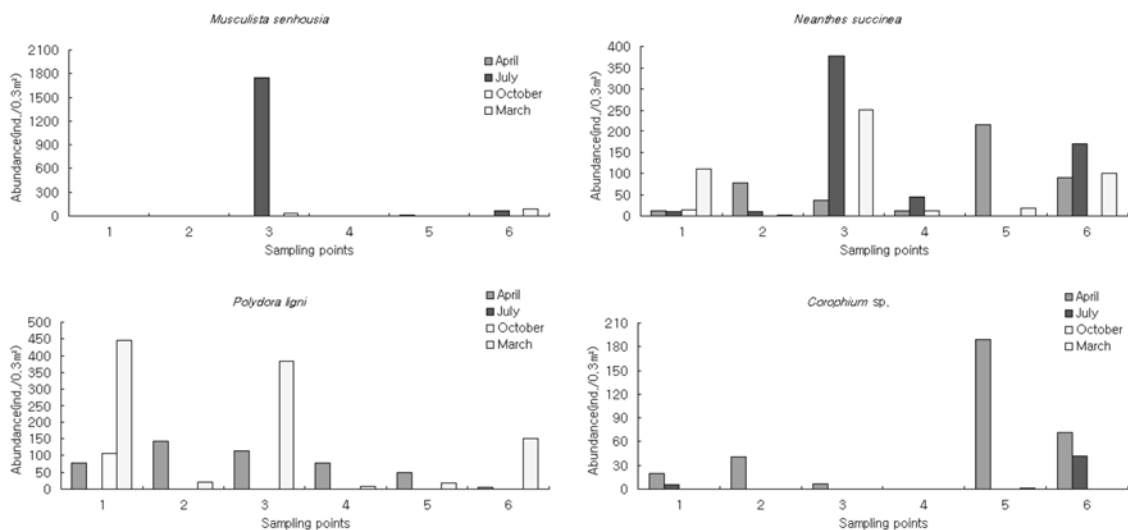 Musculista senhousia
2100
1800
1500
1200
900
600
300
0
Abundance(ind./0.3m²)
April
July
October
March
1 2 3 4 5 6
Sampling points
Neanthes succinea
400
350
300
250
200
150
100
50
0
Abundance(ind./0.3m²)
April
July
October
March
1 2 3 4 5 6
Sampling points
Polydora ligni
500
450
400
350
300
250
200
150
100
50
0
Abundance(ind./0.3m²)
April
July
October
March
1 2 3 4 5 6
Sampling points
Corophium sp.
210
180
150
120
90
60
30
0
Abundance(ind./0.3m²)
April
July
October
March
1 2 3 4 5 6
Sampling points